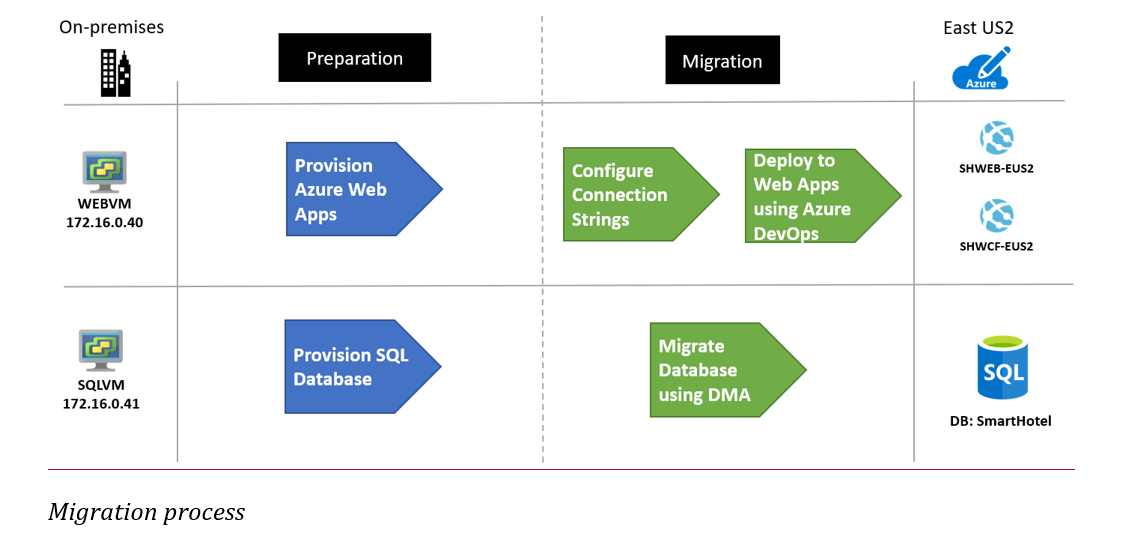 On-premises
Preparation
Migration
East US2
Azure
WEBVM
172.16.0.40
Provision
Azure Web
Apps
Configure
Connection
Strings
Deploy to
Web Apps
using Azure
DevOps
SHWEB-EUS2
SHWCF-EUS2
SQLVM
172.16.0.41
Provision SQL
Database
Migrate
Database
using DMA
SQL
DB: SmartHotel
Migration process